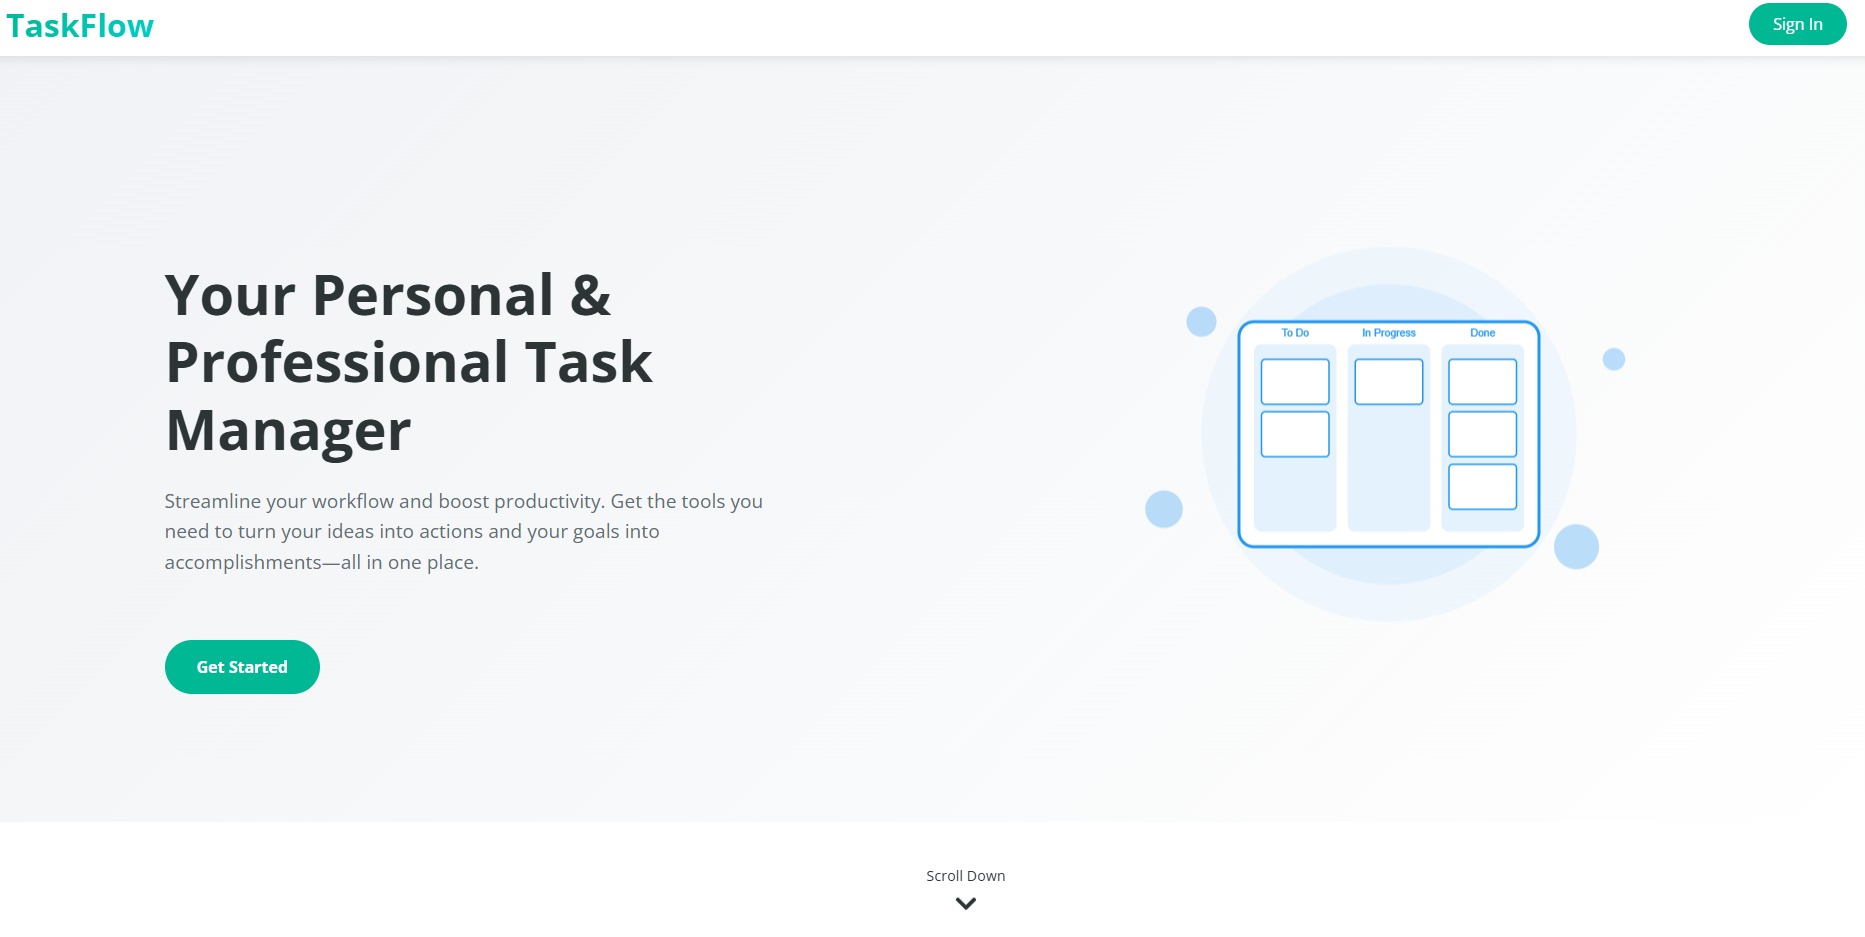 TaskFlow
Sign In
Your Personal &
Professional Task
Manager
Streamline your workflow and boost productivity. Get the tools you
need to turn your ideas into actions and your goals into
accomplishments—all in one place.
Get Started
To Do
In Progress
Done
Scroll Down